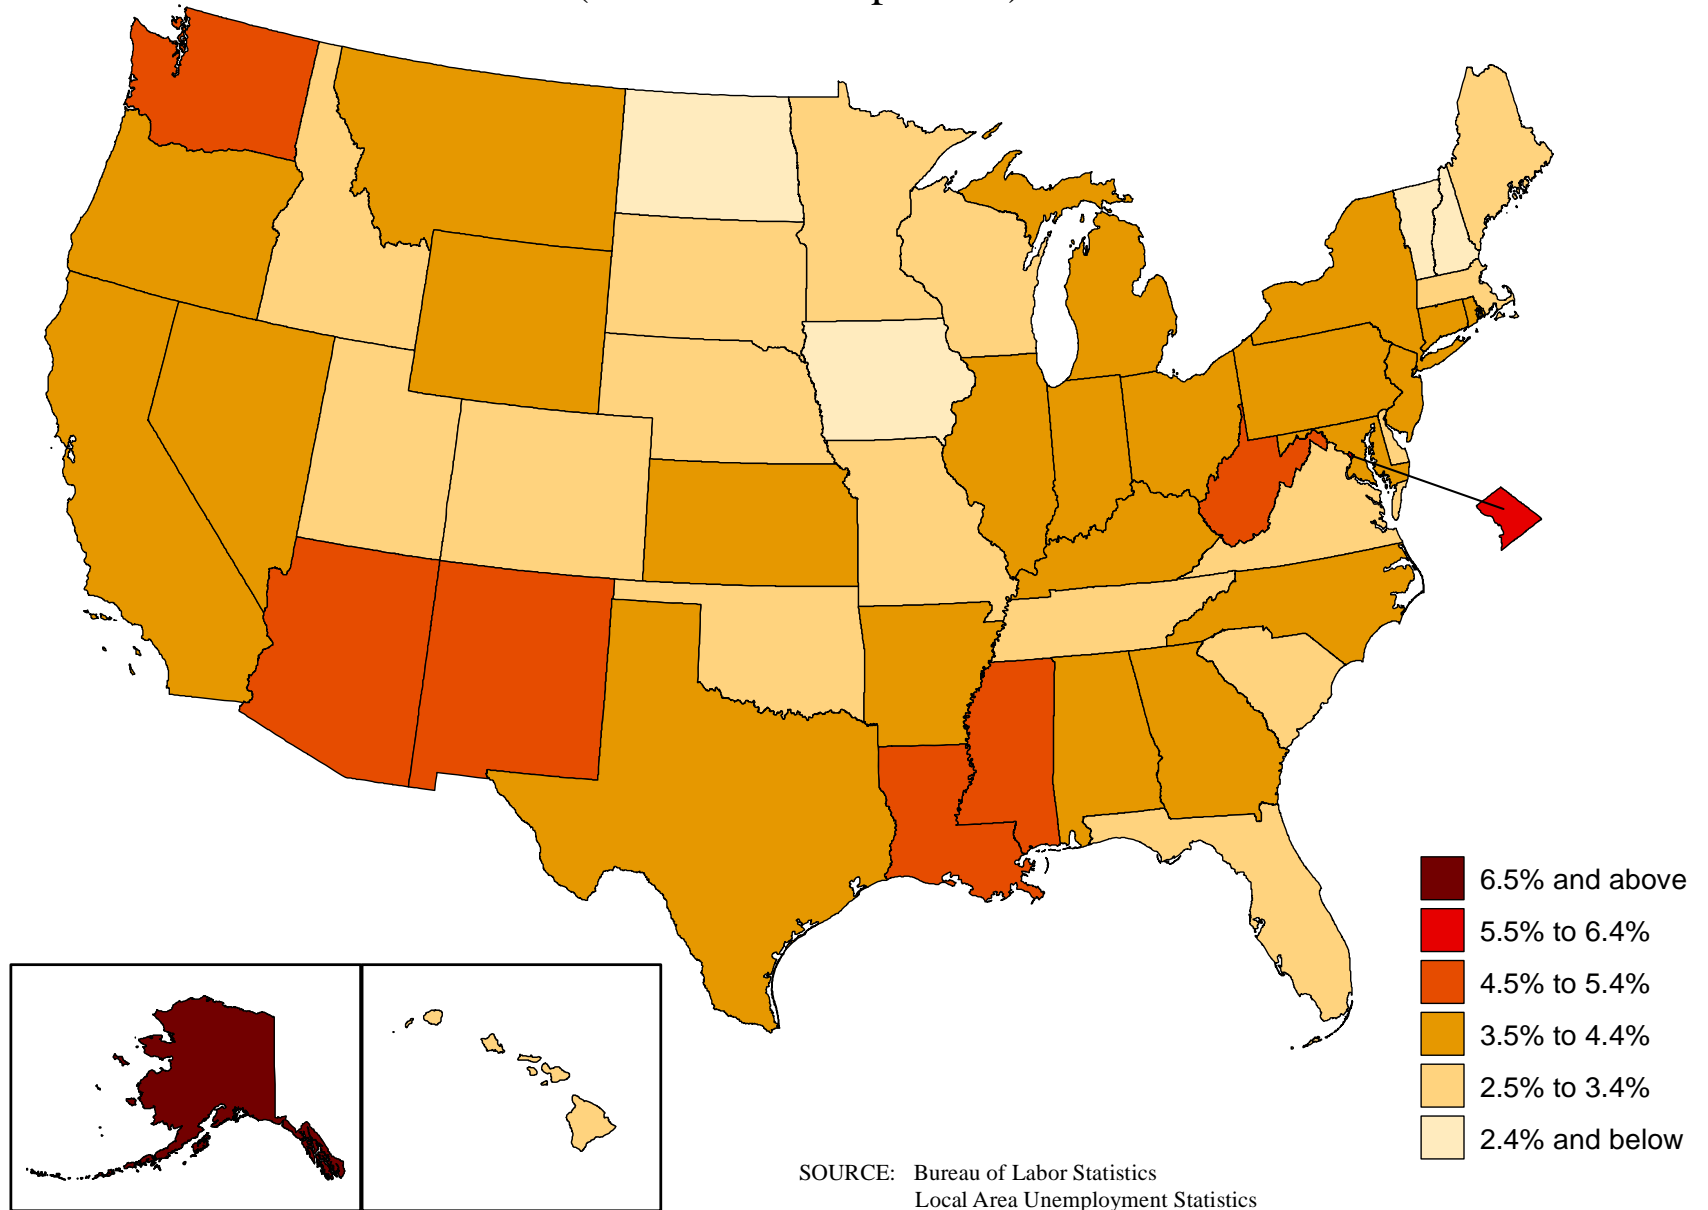 6.5% and above
5.5% to 6.4%
4.5% to 5.4%
3.5% to 4.4%
2.5% to 3.4%
2.4% and below
SOURCE: Bureau of Labor Statistics
Local Area Unemployment Statistics